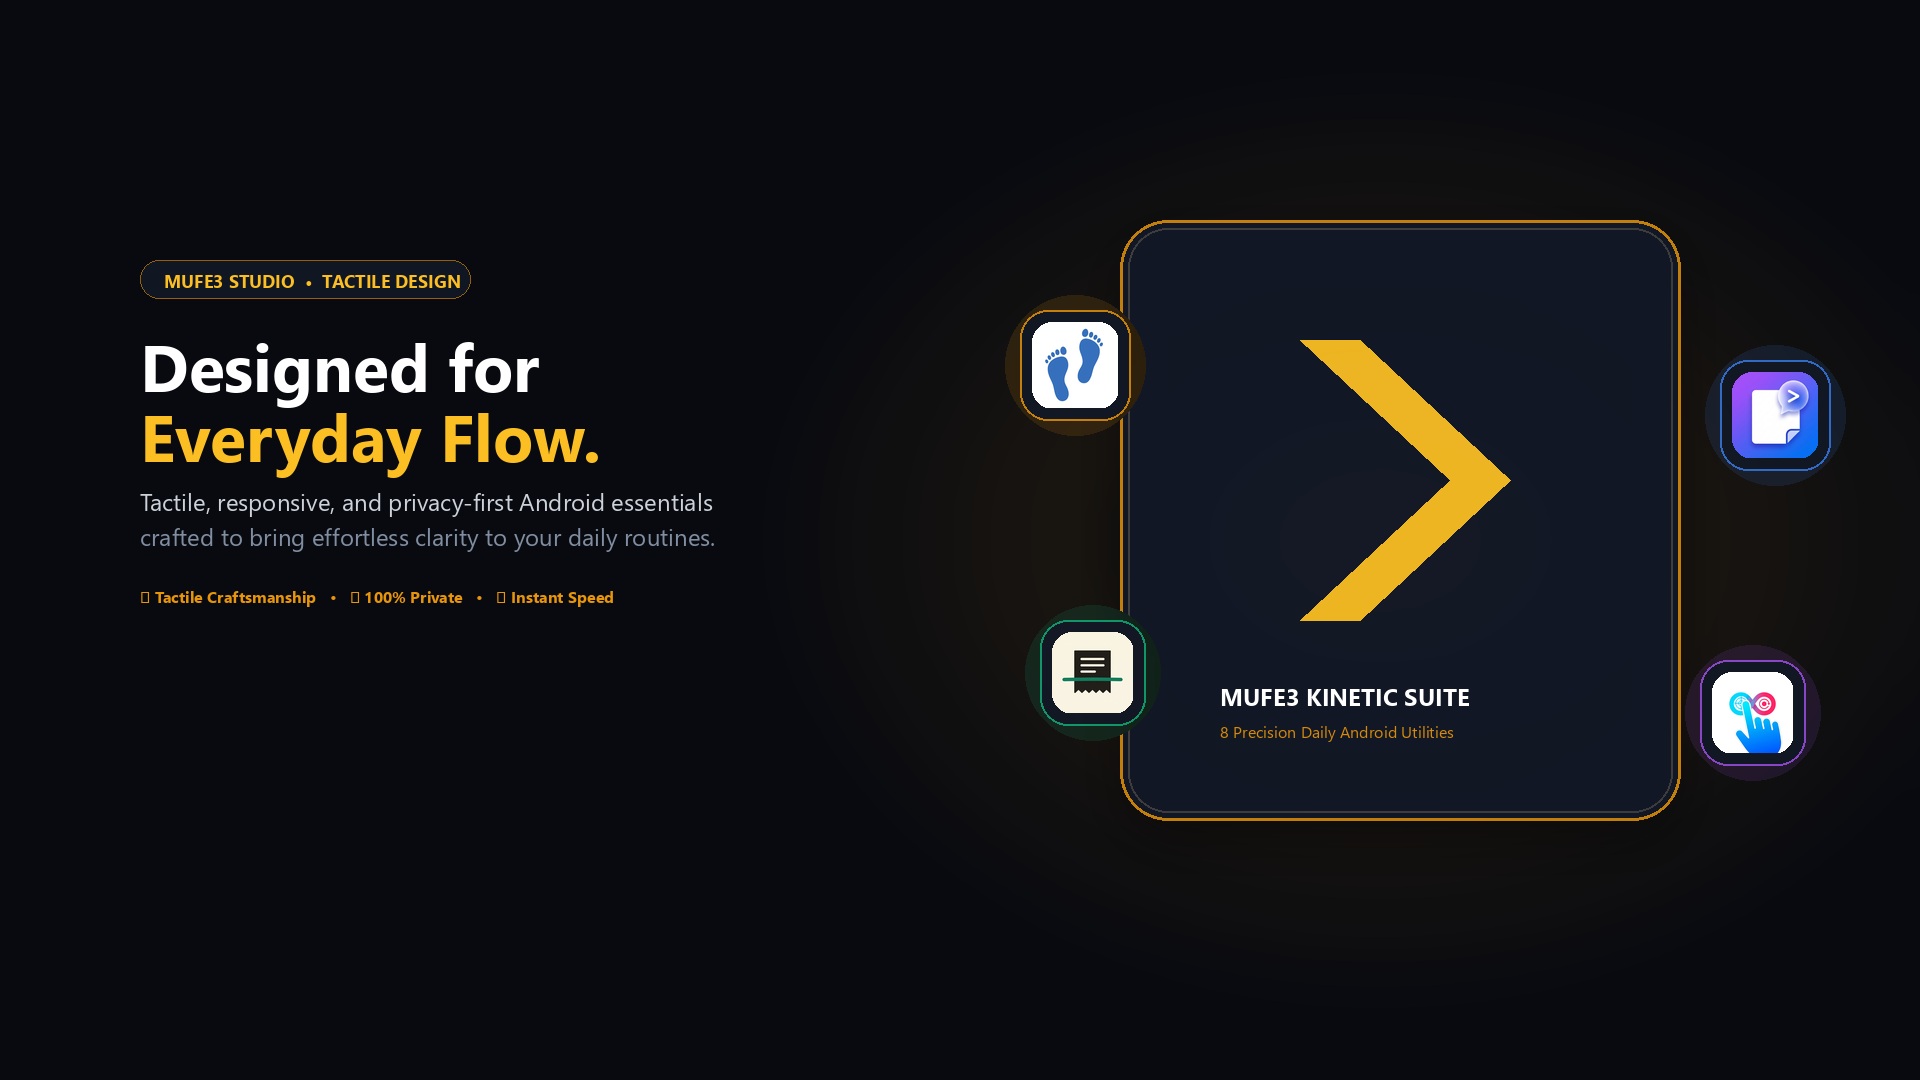 MUFE3 STUDIO • TACTILE DESIGN
Designed for
Everyday Flow.
Tactile, responsive, and privacy-first Android essentials
crafted to bring effortless clarity to your daily routines.
▯ Tactile Craftsmanship • ▯ 100% Private • ▯ Instant Speed
MUFE3 KINETIC SUITE
8 Precision Daily Android Utilities